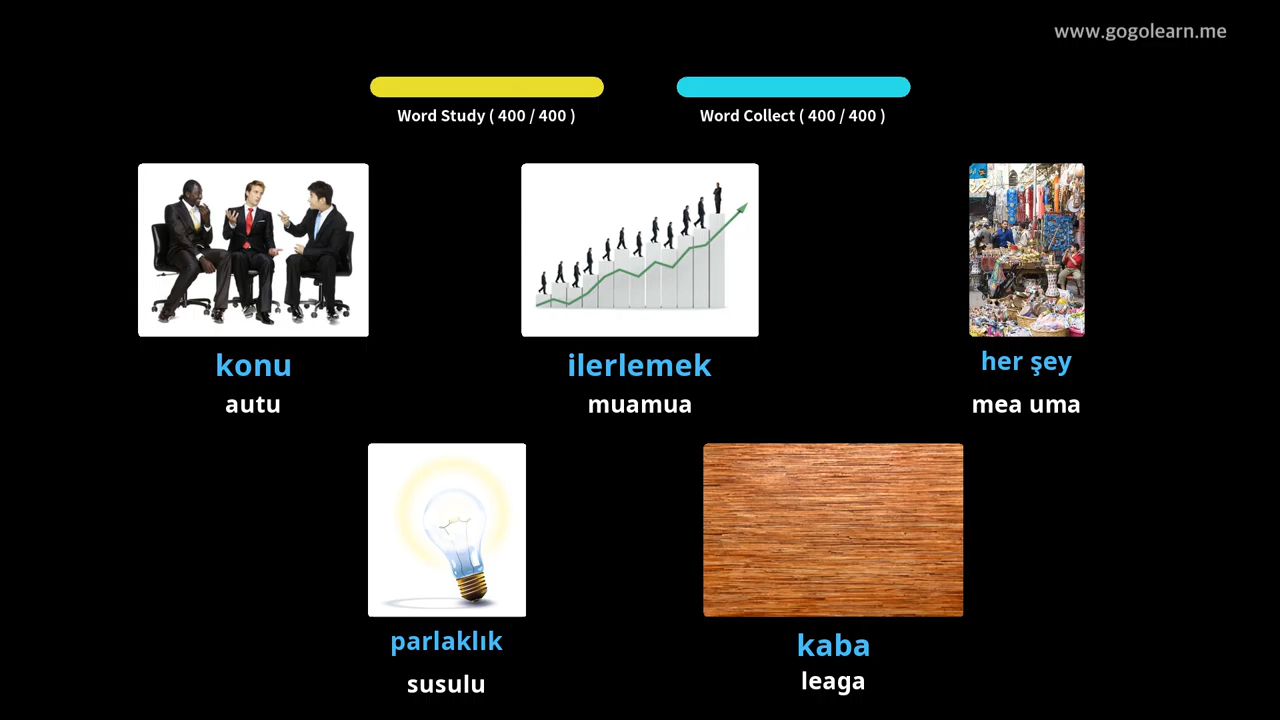 www.gogolearn.me
Word Study ( 400 / 400 )
Word Collect ( 400 / 400 )
konu
autu
ilerlemek
muamua
her şey
mea uma
parlaklık
susulu
kaba
leaga